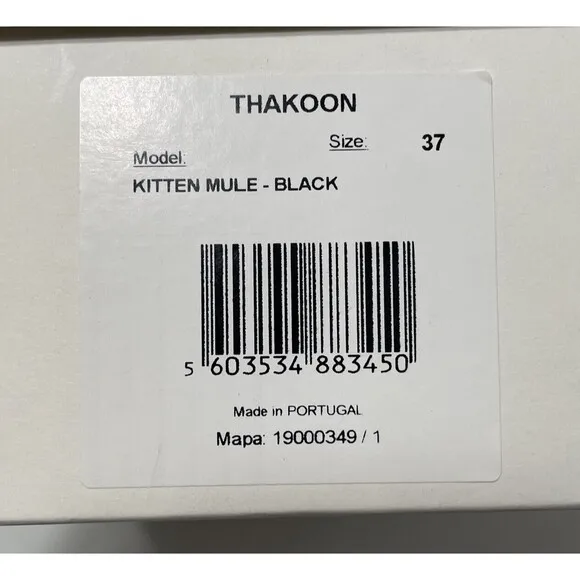 THAKOON
Size: 37
Model:
KITTEN MULE - BLACK
5 603534 883450
Made in PORTUGAL
Mapa: 19000349 / 1